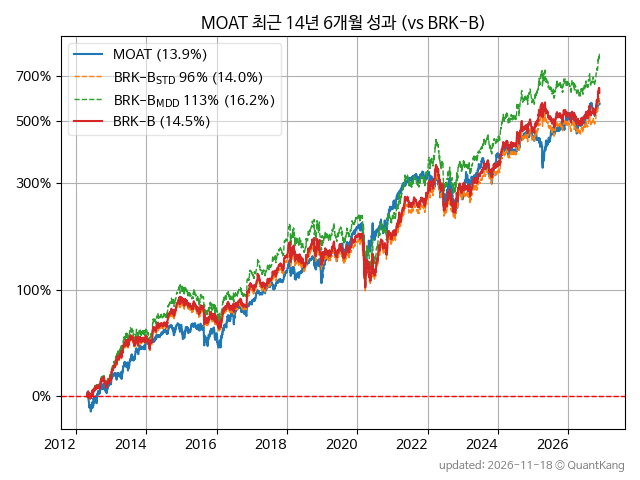 MOAT 최근 14년 6개월 성과 (vs BRK-B)
MOAT (13.9%)
BRK-B_STD 96% (14.0%)
BRK-B_MDD 113% (16.2%)
BRK-B (14.5%)
700%
500%
300%
100%
0%
2012 2014 2016 2018 2020 2022 2024 2026
updated: 2026-11-18 © QuantKang